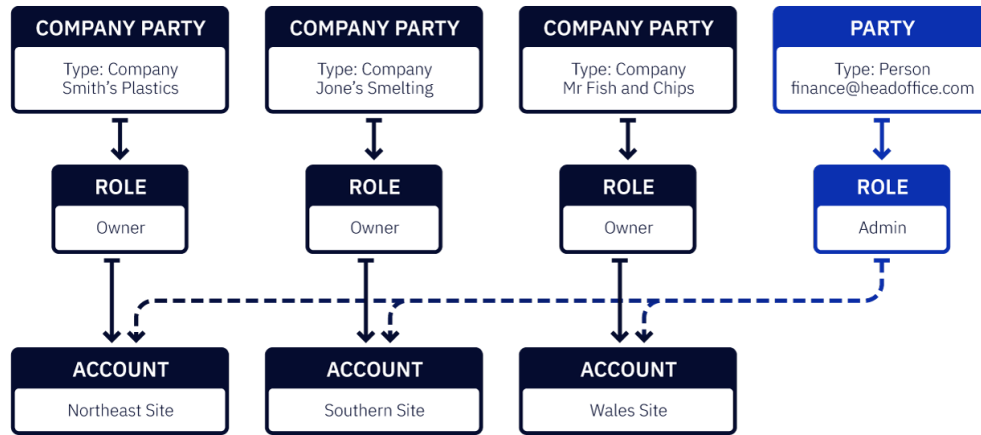 COMPANY PARTY
Type: Company
Smith's Plastics
COMPANY PARTY
Type: Company
Jone's Smelting
COMPANY PARTY
Type: Company
Mr Fish and Chips
PARTY
Type: Person
finance@headoffice.com
ROLE
Owner
ROLE
Owner
ROLE
Owner
ROLE
Admin
ACCOUNT
Northeast Site
ACCOUNT
Southern Site
ACCOUNT
Wales Site